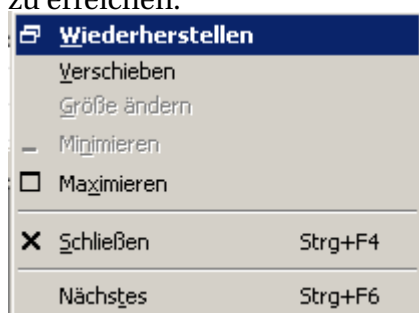 zu erreichen.
Wiederherstellen
Verschieben
Größe ändern
Minimieren
Maximieren
Schließen Strg+F4
Nächstes Strg+F6